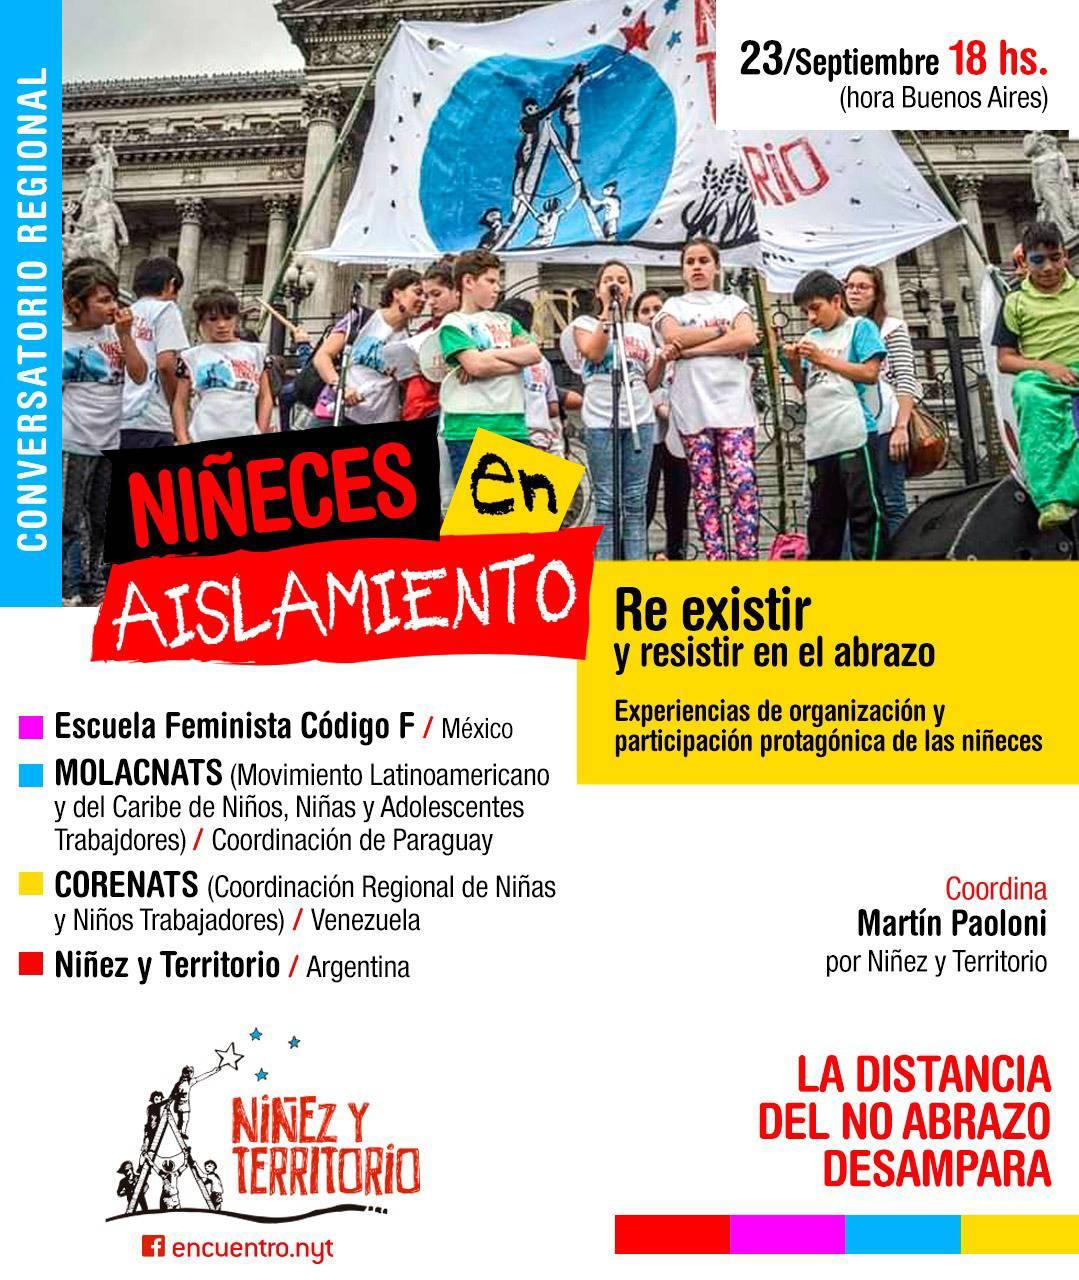 CONVERSATORIO REGIONAL
23/Septiembre 18 hs.
(hora Buenos Aires)
RIO
NIÑECES en
AISLAMIENTO
Re existir
y resistir en el abrazo
Experiencias de organización y
participación protagónica de las niñeces
Escuela Feminista Código F / México
MOLACNATS (Movimiento Latinoamericano
y del Caribe de Niños, Niñas y Adolescentes
Trabajdores) / Coordinación de Paraguay
CORENATS (Coordinación Regional de Niñas
y Niños Trabajadores) / Venezuela
Niñez y Territorio / Argentina
Coordina
Martín Paoloni
por Niñez y Territorio
NIÑEZ Y
TERRITORIO
encuentro.nyt
LA DISTANCIA
DEL NO ABRAZO
DESAMPARA